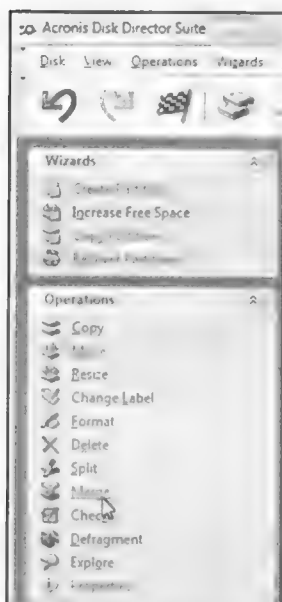 Acronis Disk Director Suite
Disk View Operations Wizards
Wizards
Increase Free Space
Operations
Copy
Resize
Change Label
Format
Delete
Split
Merge
Check
Defragment
Explore